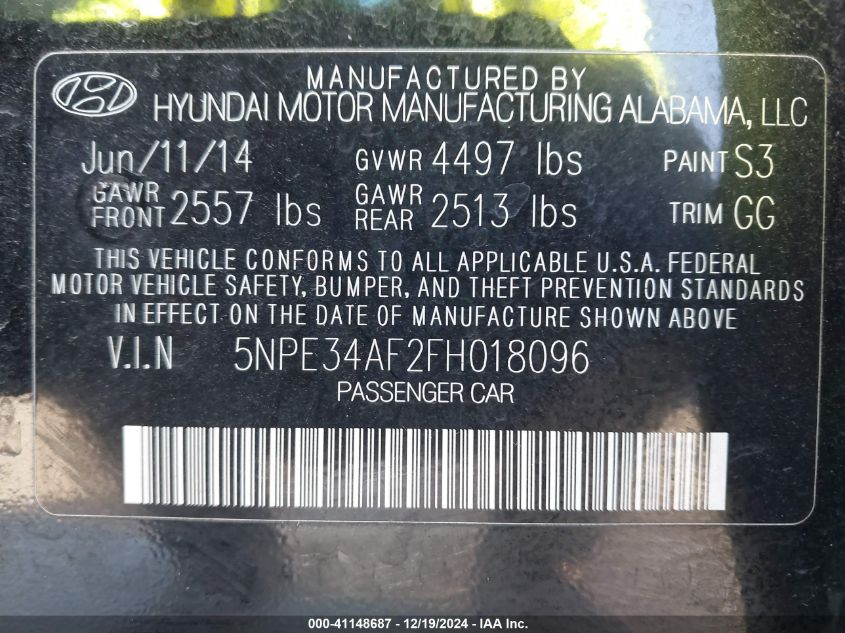 MANUFACTURED BY
HYUNDAI MOTOR MANUFACTURING ALABAMA, LLC
Jun/11/14 GVWR 4497 lbs PAINT S3
GAWR FRONT 2557 lbs GAWR REAR 2513 lbs TRIM GG
THIS VEHICLE CONFORMS TO ALL APPLICABLE U.S.A. FEDERAL
MOTOR VEHICLE SAFETY, BUMPER, AND THEFT PREVENTION STANDARDS
IN EFFECT ON THE DATE OF MANUFACTURE SHOWN ABOVE
V.I.N 5NPE34AF2FH018096
PASSENGER CAR
000-41148687 - 12/19/2024 - IAA Inc.